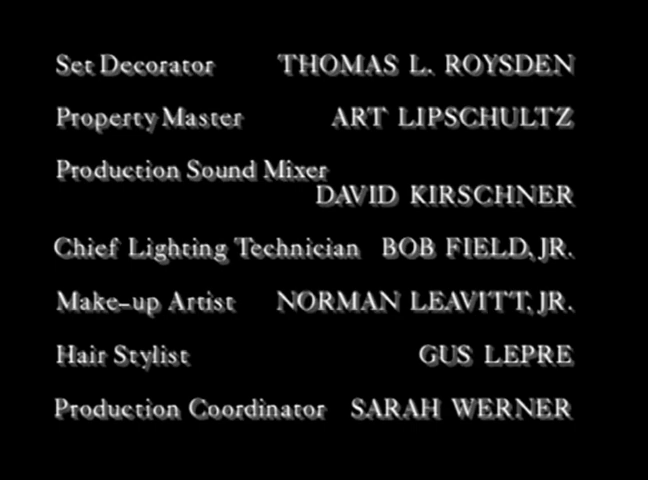 Set Decorator THOMAS L. ROYSDEN
Property Master ART LIPSCHULTZ
Production Sound Mixer
DAVID KIRSCHNER
Chief Lighting Technician BOB FIELD, JR.
Make-up Artist NORMAN LEAVITT, JR.
Hair Stylist GUS LEPRE
Production Coordinator SARAH WERNER